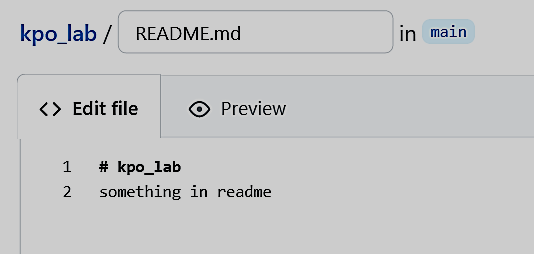 kpo_lab / README.md in main
Edit file Preview
1 # kpo_lab
2 something in readme